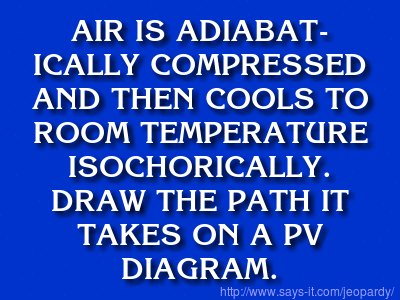 AIR IS ADIABAT-
ICALLY COMPRESSED
AND THEN COOLS TO
ROOM TEMPERATURE
ISOCHORICALLY.
DRAW THE PATH IT
TAKES ON A PV
DIAGRAM.
http://www.says-it.com/jeopardy/